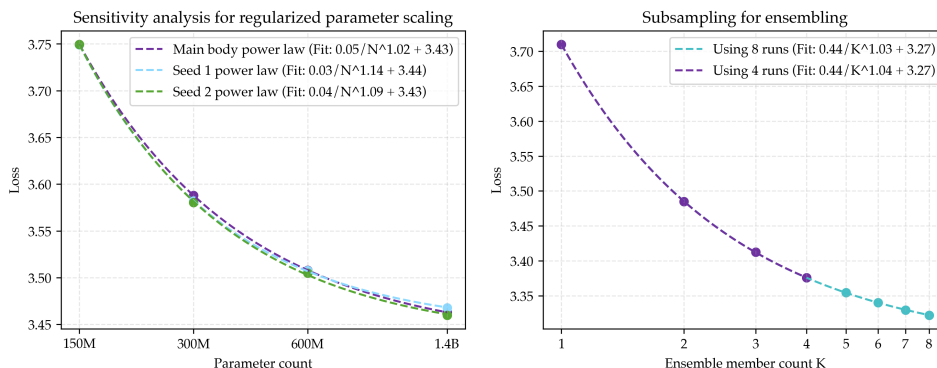 Sensitivity analysis for regularized parameter scaling
Main body power law (Fit: 0.05/N^1.02 + 3.43)
Seed 1 power law (Fit: 0.03/N^1.14 + 3.44)
Seed 2 power law (Fit: 0.04/N^1.09 + 3.43)
Loss
3.75
3.70
3.65
3.60
3.55
3.50
3.45
150M 300M 600M 1.4B
Parameter count
Subsampling for ensembling
Using 8 runs (Fit: 0.44/K^1.03 + 3.27)
Using 4 runs (Fit: 0.44/K^1.04 + 3.27)
Loss
3.70
3.65
3.60
3.55
3.50
3.45
3.40
3.35
1 2 3 4 5 6 7 8
Ensemble member count K